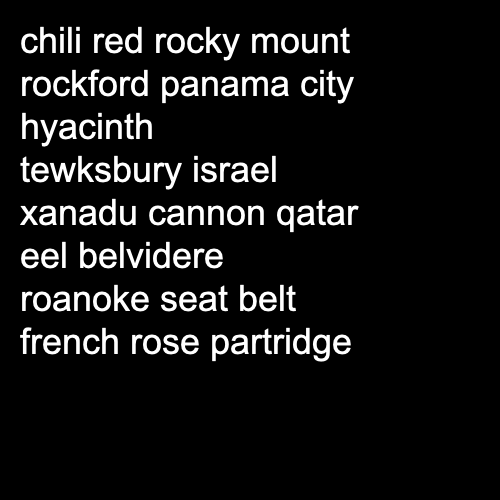 chili red rocky mount
rockford panama city
hyacinth
tewksbury israel
xanadu cannon qatar
eel belvidere
roanoke seat belt
french rose partridge